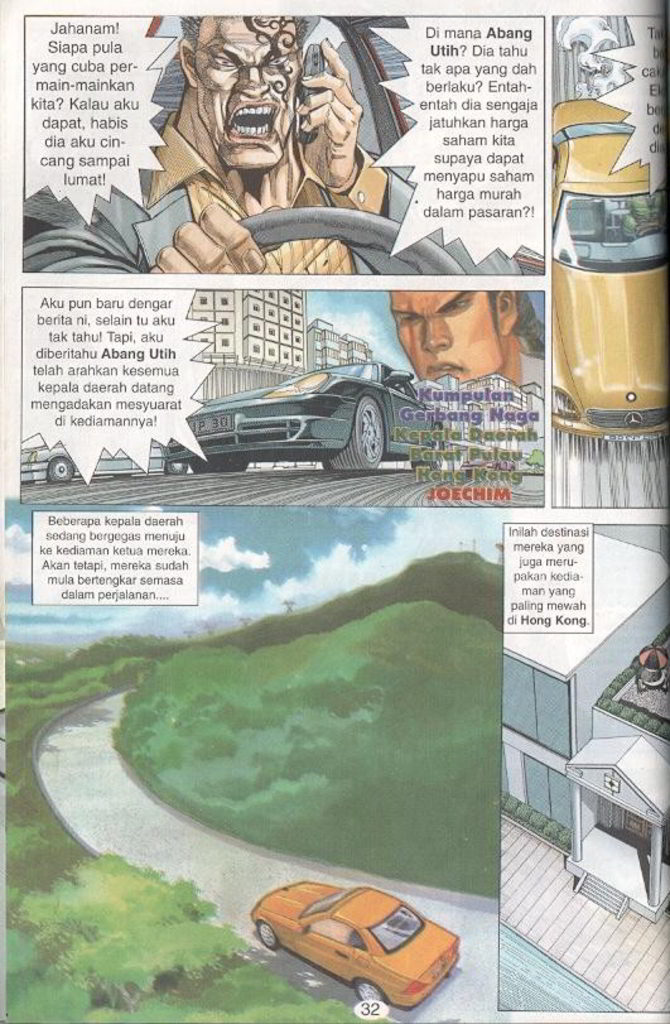 Jahanam!
Siapa pula
yang cuba per-
main-mainkan
kita? Kalau aku
dapat, habis
dia aku cin-
cang sampai
lumat!
Di mana Abang
Utih? Dia tahu
tak apa yang dah
berlaku? Entah-
entah dia sengaja
jatuhkan harga
saham kita
supaya dapat
menyapu saham
harga murah
dalam pasaran?!
Aku pun baru dengar
berita ni, selain tu aku
tak tahu! Tapi, aku
diberitahu Abang Utih
telah arahkan kesemua
kepala daerah datang
mengadakan mesyuarat
di kediamannya!
Kumpulan
Gerbang Naga
Kepala Daerah
Barat Pulau
Hong Kong
JOECHIM
Beberapa kepala daerah
sedang bergegas menuju
ke kediaman ketua mereka.
Akan tetapi, mereka sudah
mula bertengkar semasa
dalam perjalanan....
Inilah destinasi
mereka yang
juga meru-
pakan kedia-
man yang
paling mewah
di Hong Kong.
32